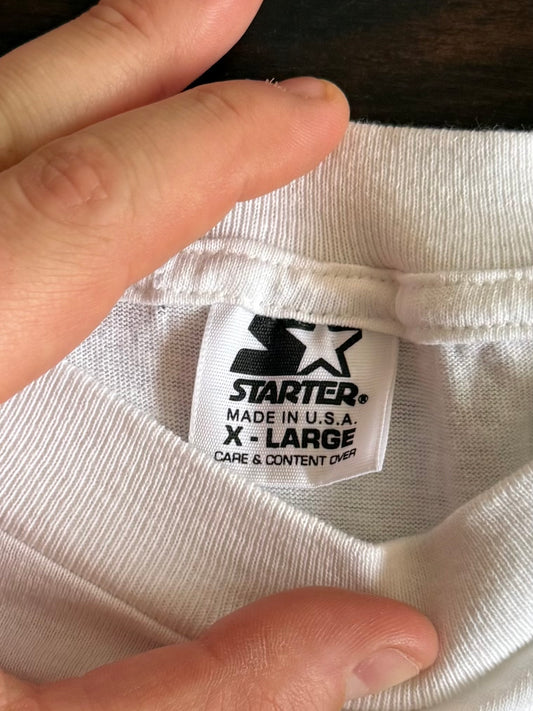 STARTER®
MADE IN U.S.A.
X - LARGE
CARE & CONTENT OVER